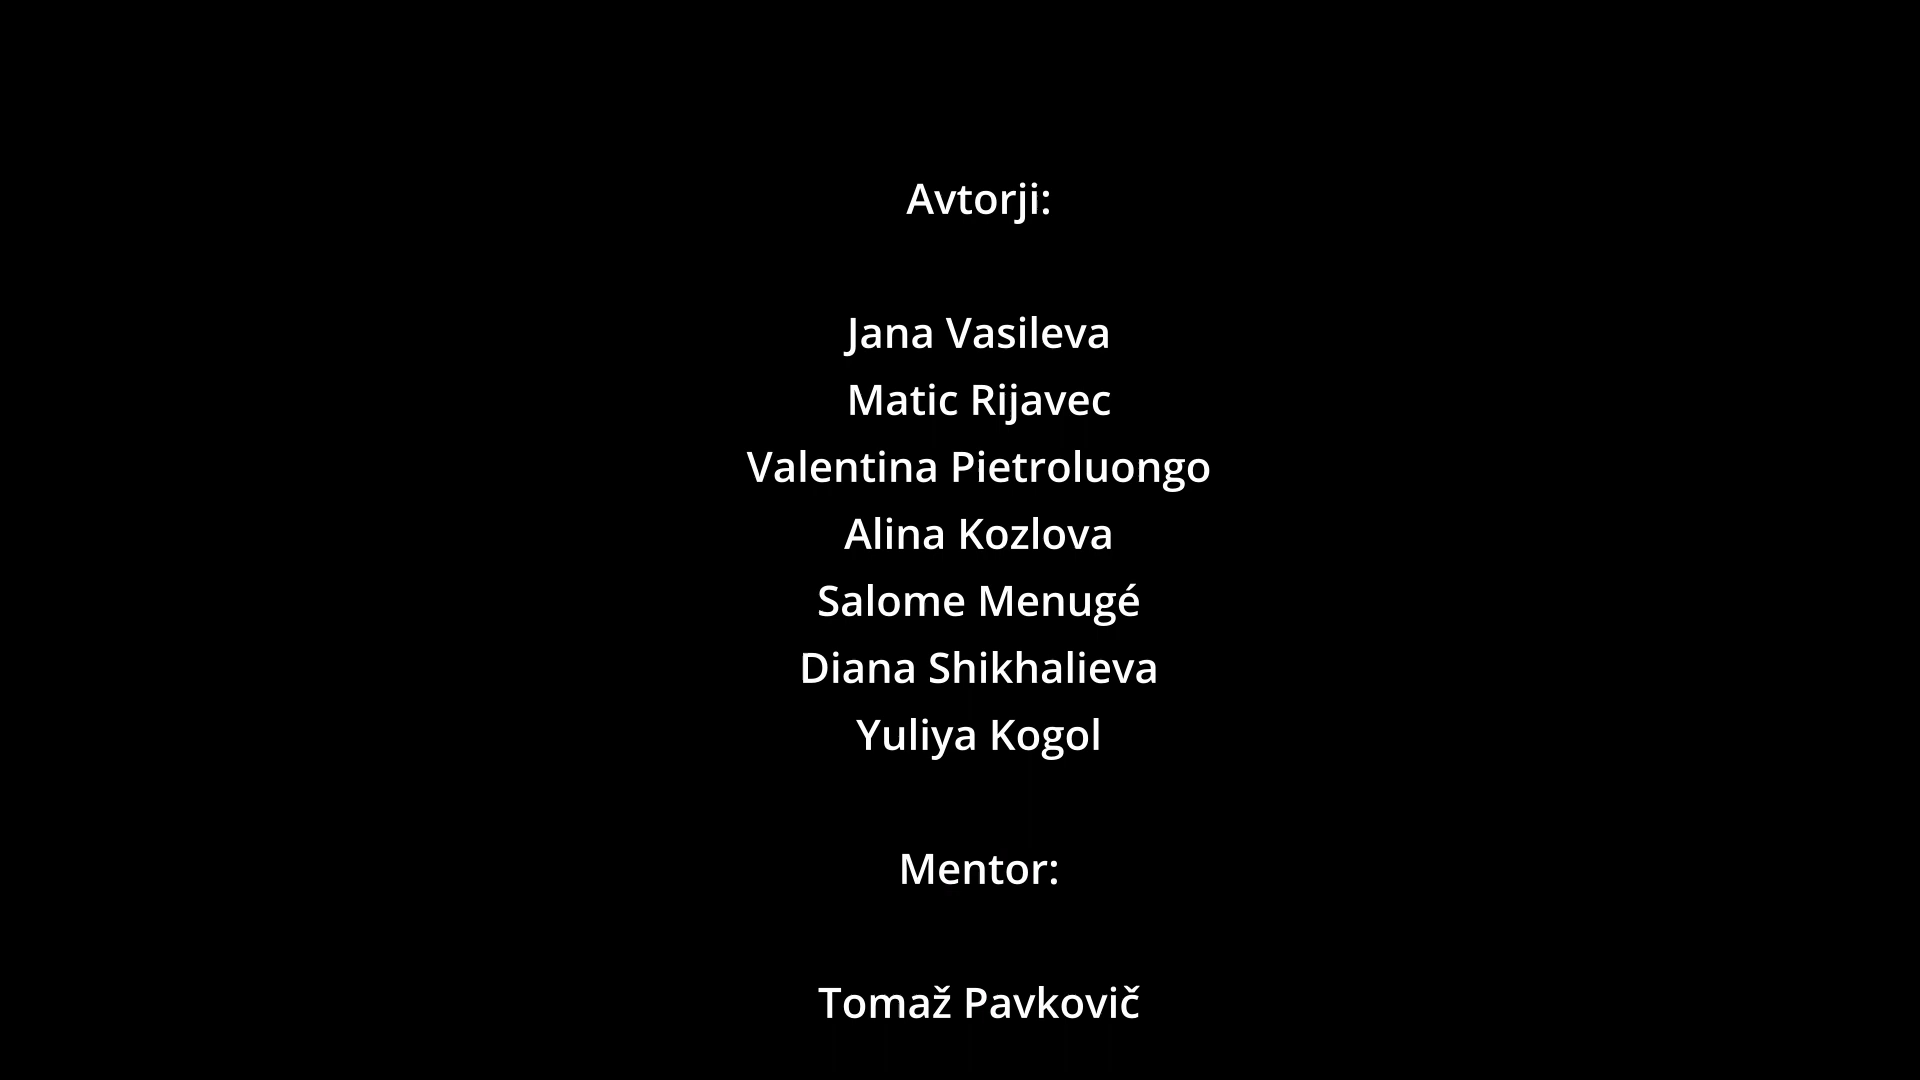 Avtorji:
Jana Vasileva
Matic Rijavec
Valentina Pietroluongo
Alina Kozlova
Salome Menugé
Diana Shikhalieva
Yuliya Kogol
Mentor:
Tomaž Pavkovič